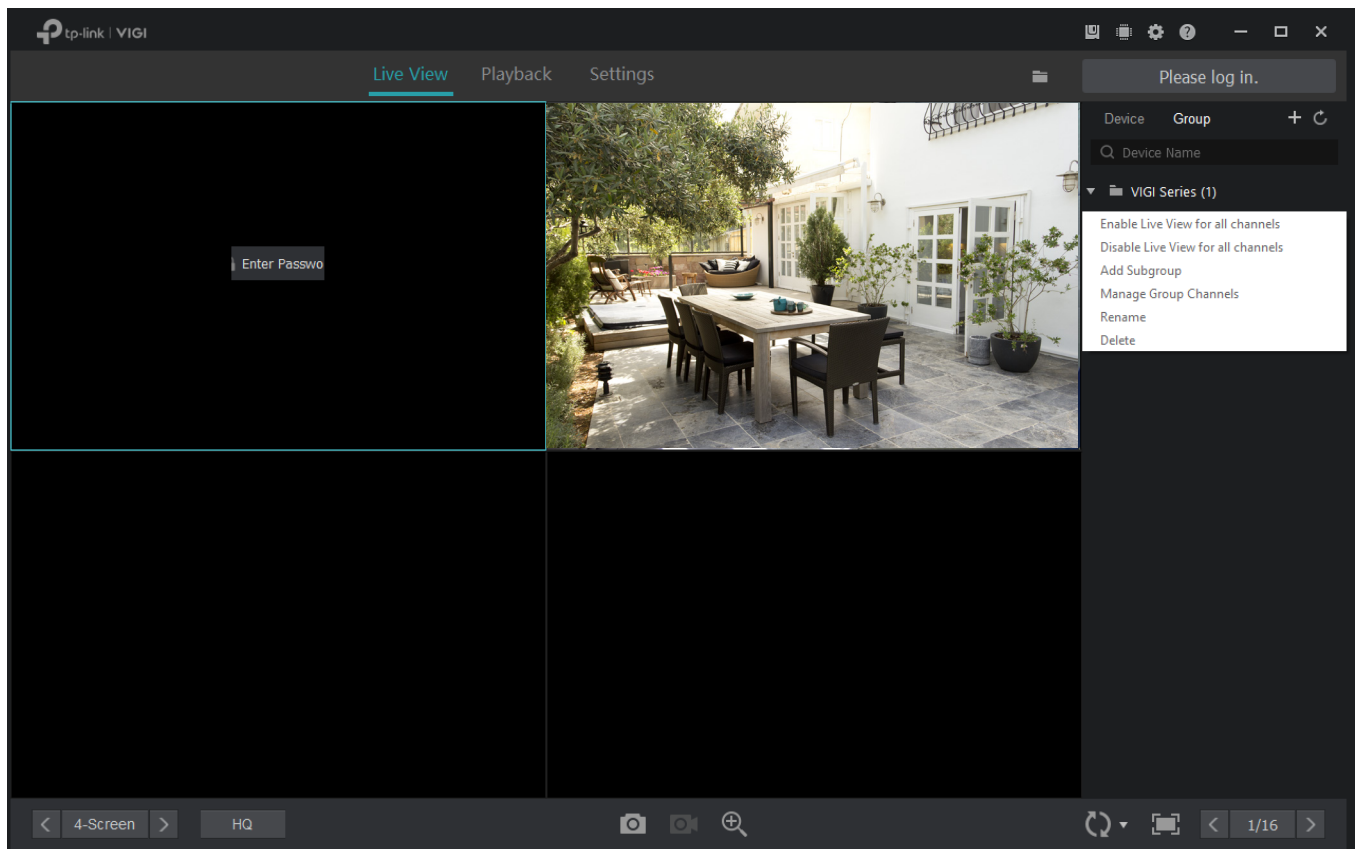 tp-link | VIGI
Live View Playback Settings
Please log in.
Device Group
Device Name
VIGI Series (1)
Enable Live View for all channels
Disable Live View for all channels
Add Subgroup
Manage Group Channels
Rename
Delete
Enter Passwo
4-Screen
HQ
1/16